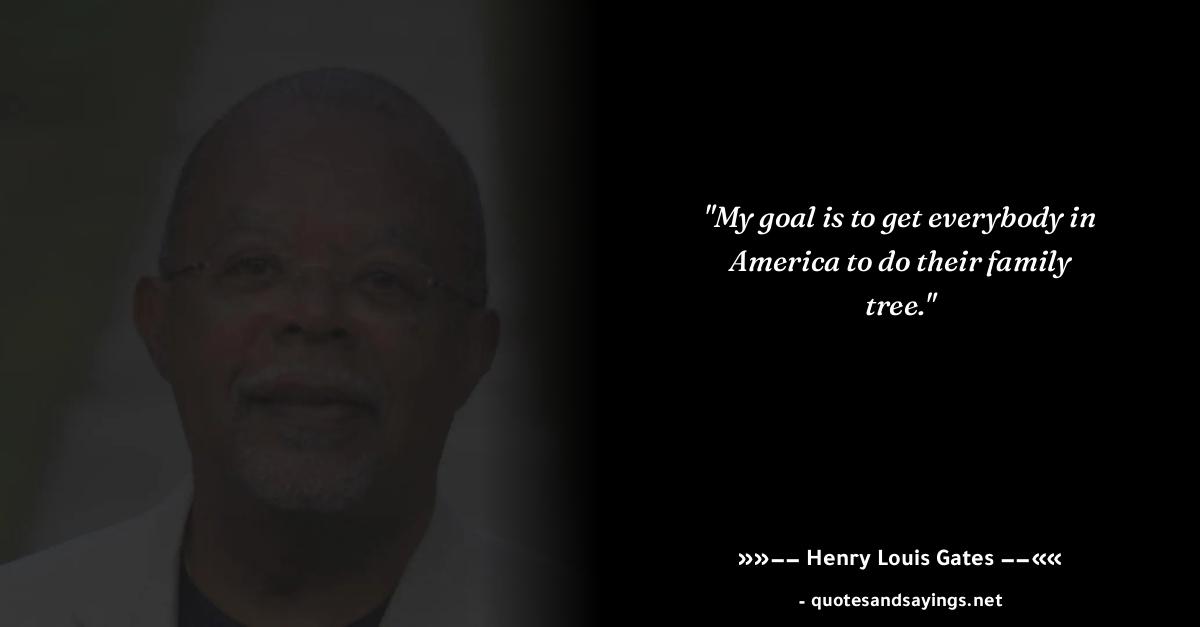 "My goal is to get everybody in
America to do their family
tree."
»»−− Henry Louis Gates −−««
- quotesandsayings.net